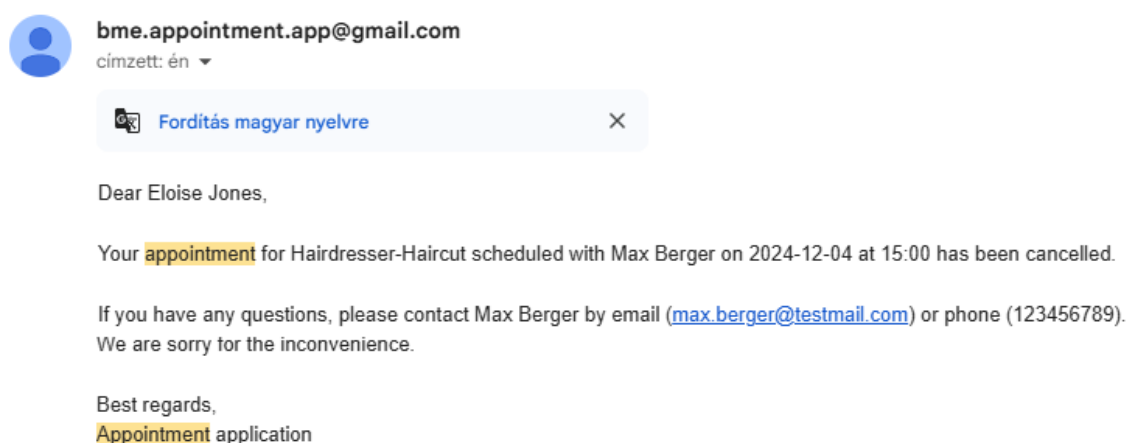 bme.appointment.app@gmail.com
címzett: én
Fordítás magyar nyelvre
Dear Eloise Jones,
Your appointment for Hairdresser-Haircut scheduled with Max Berger on 2024-12-04 at 15:00 has been cancelled.
If you have any questions, please contact Max Berger by email (max.berger@testmail.com) or phone (123456789).
We are sorry for the inconvenience.
Best regards,
Appointment application